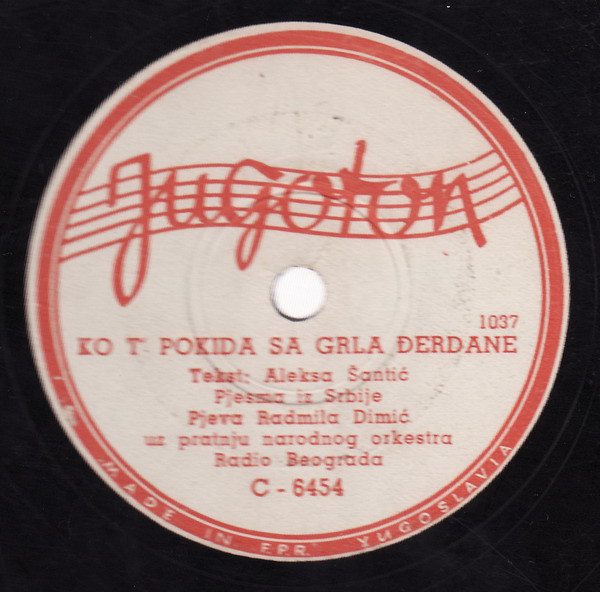 Jugoton
1037
KO T' POKIDA SA GRLA ĐERDANE
Tekst: Aleksa Šantić
Pjesma iz Srbije
Pjeva Radmila Dimić
uz pratnju narodnog orkestra
Radio Beograda
C - 6454
MADE IN F.P.R. YUGOSLAVIA